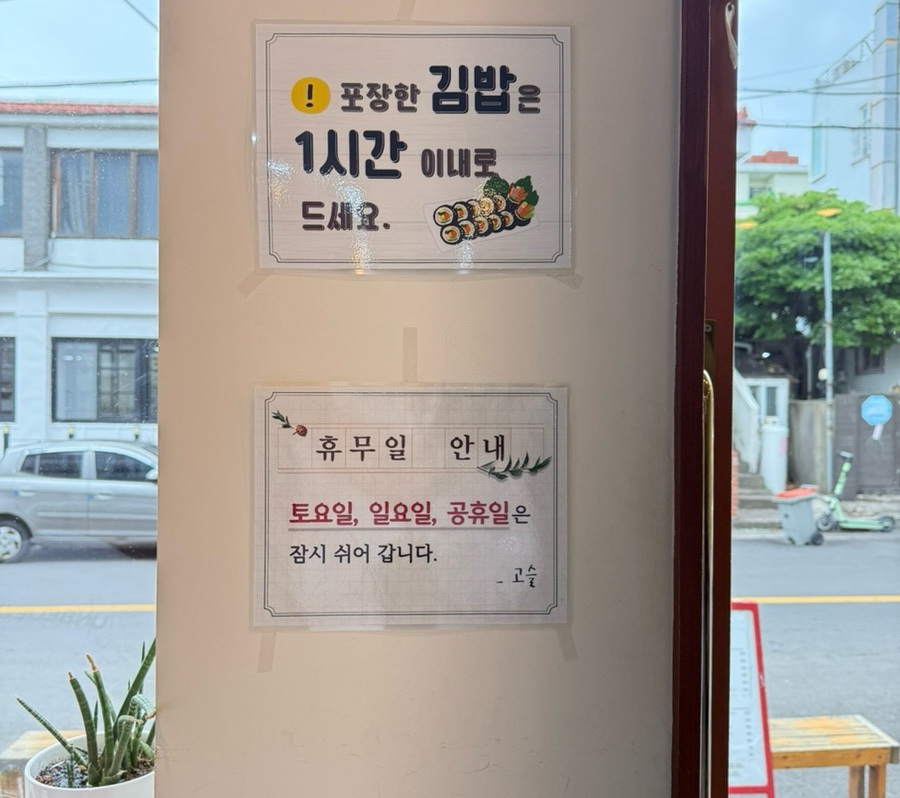 ! 포장한 김밥은
1시간 이내로
드세요.
휴무일 안내
토요일, 일요일, 공휴일은
잠시 쉬어 갑니다.
- 고슬